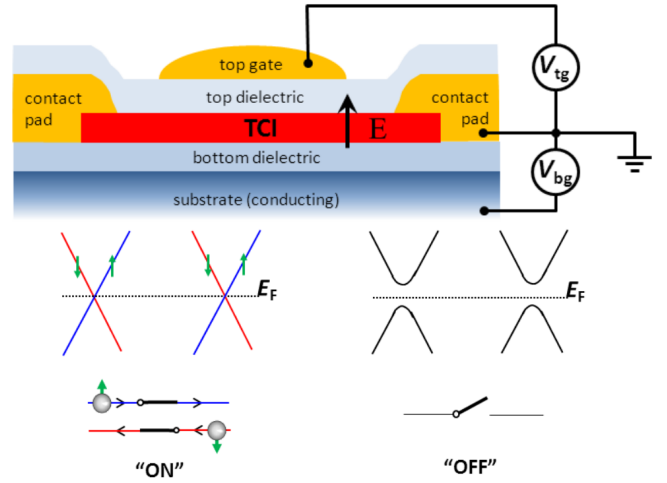 top gate
V_tg
contact
pad
top dielectric
contact
pad
TCI
E
bottom dielectric
V_bg
substrate (conducting)
E_F
E_F
“ON”
“OFF”